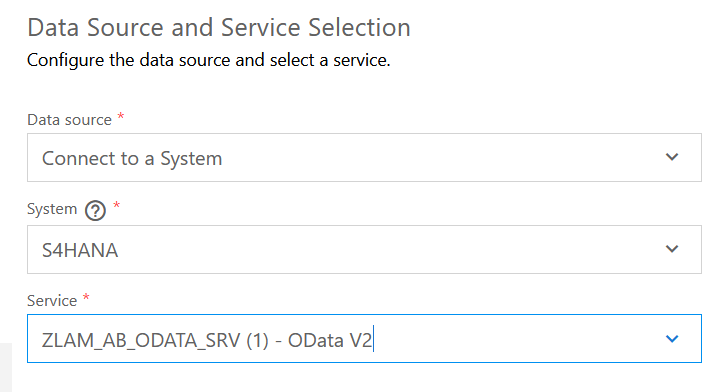 Data Source and Service Selection
Configure the data source and select a service.
Data source *
Connect to a System
System ? *
S4HANA
Service *
ZLAM_AB_ODATA_SRV (1) - OData V2